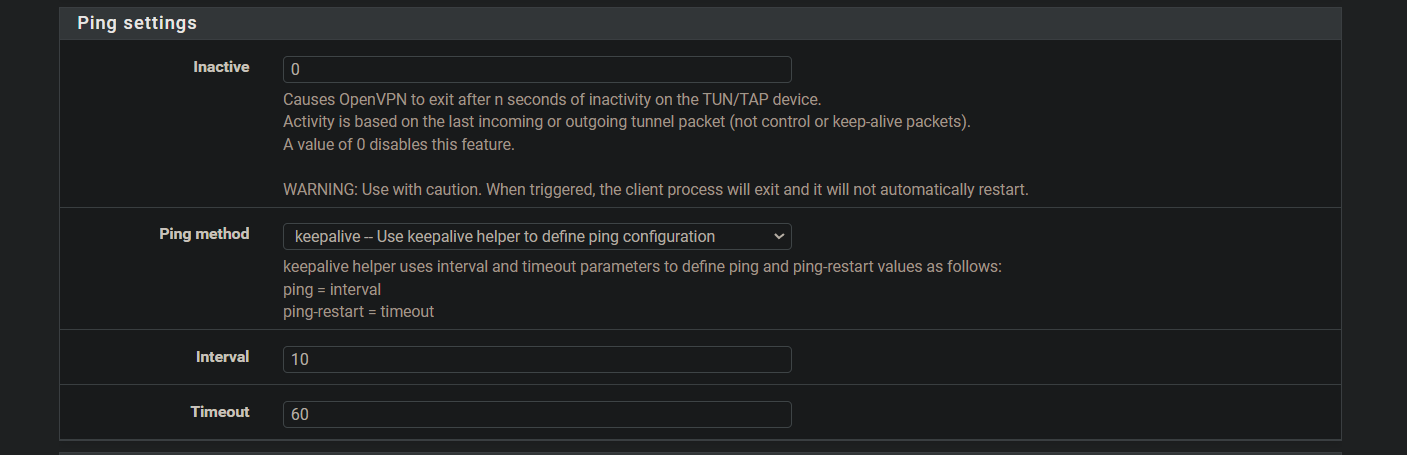 Ping settings
Inactive
0
Causes OpenVPN to exit after n seconds of inactivity on the TUN/TAP device.
Activity is based on the last incoming or outgoing tunnel packet (not control or keep-alive packets).
A value of 0 disables this feature.
WARNING: Use with caution. When triggered, the client process will exit and it will not automatically restart.
Ping method
keepalive -- Use keepalive helper to define ping configuration
keepalive helper uses interval and timeout parameters to define ping and ping-restart values as follows:
ping = interval
ping-restart = timeout
Interval
10
Timeout
60